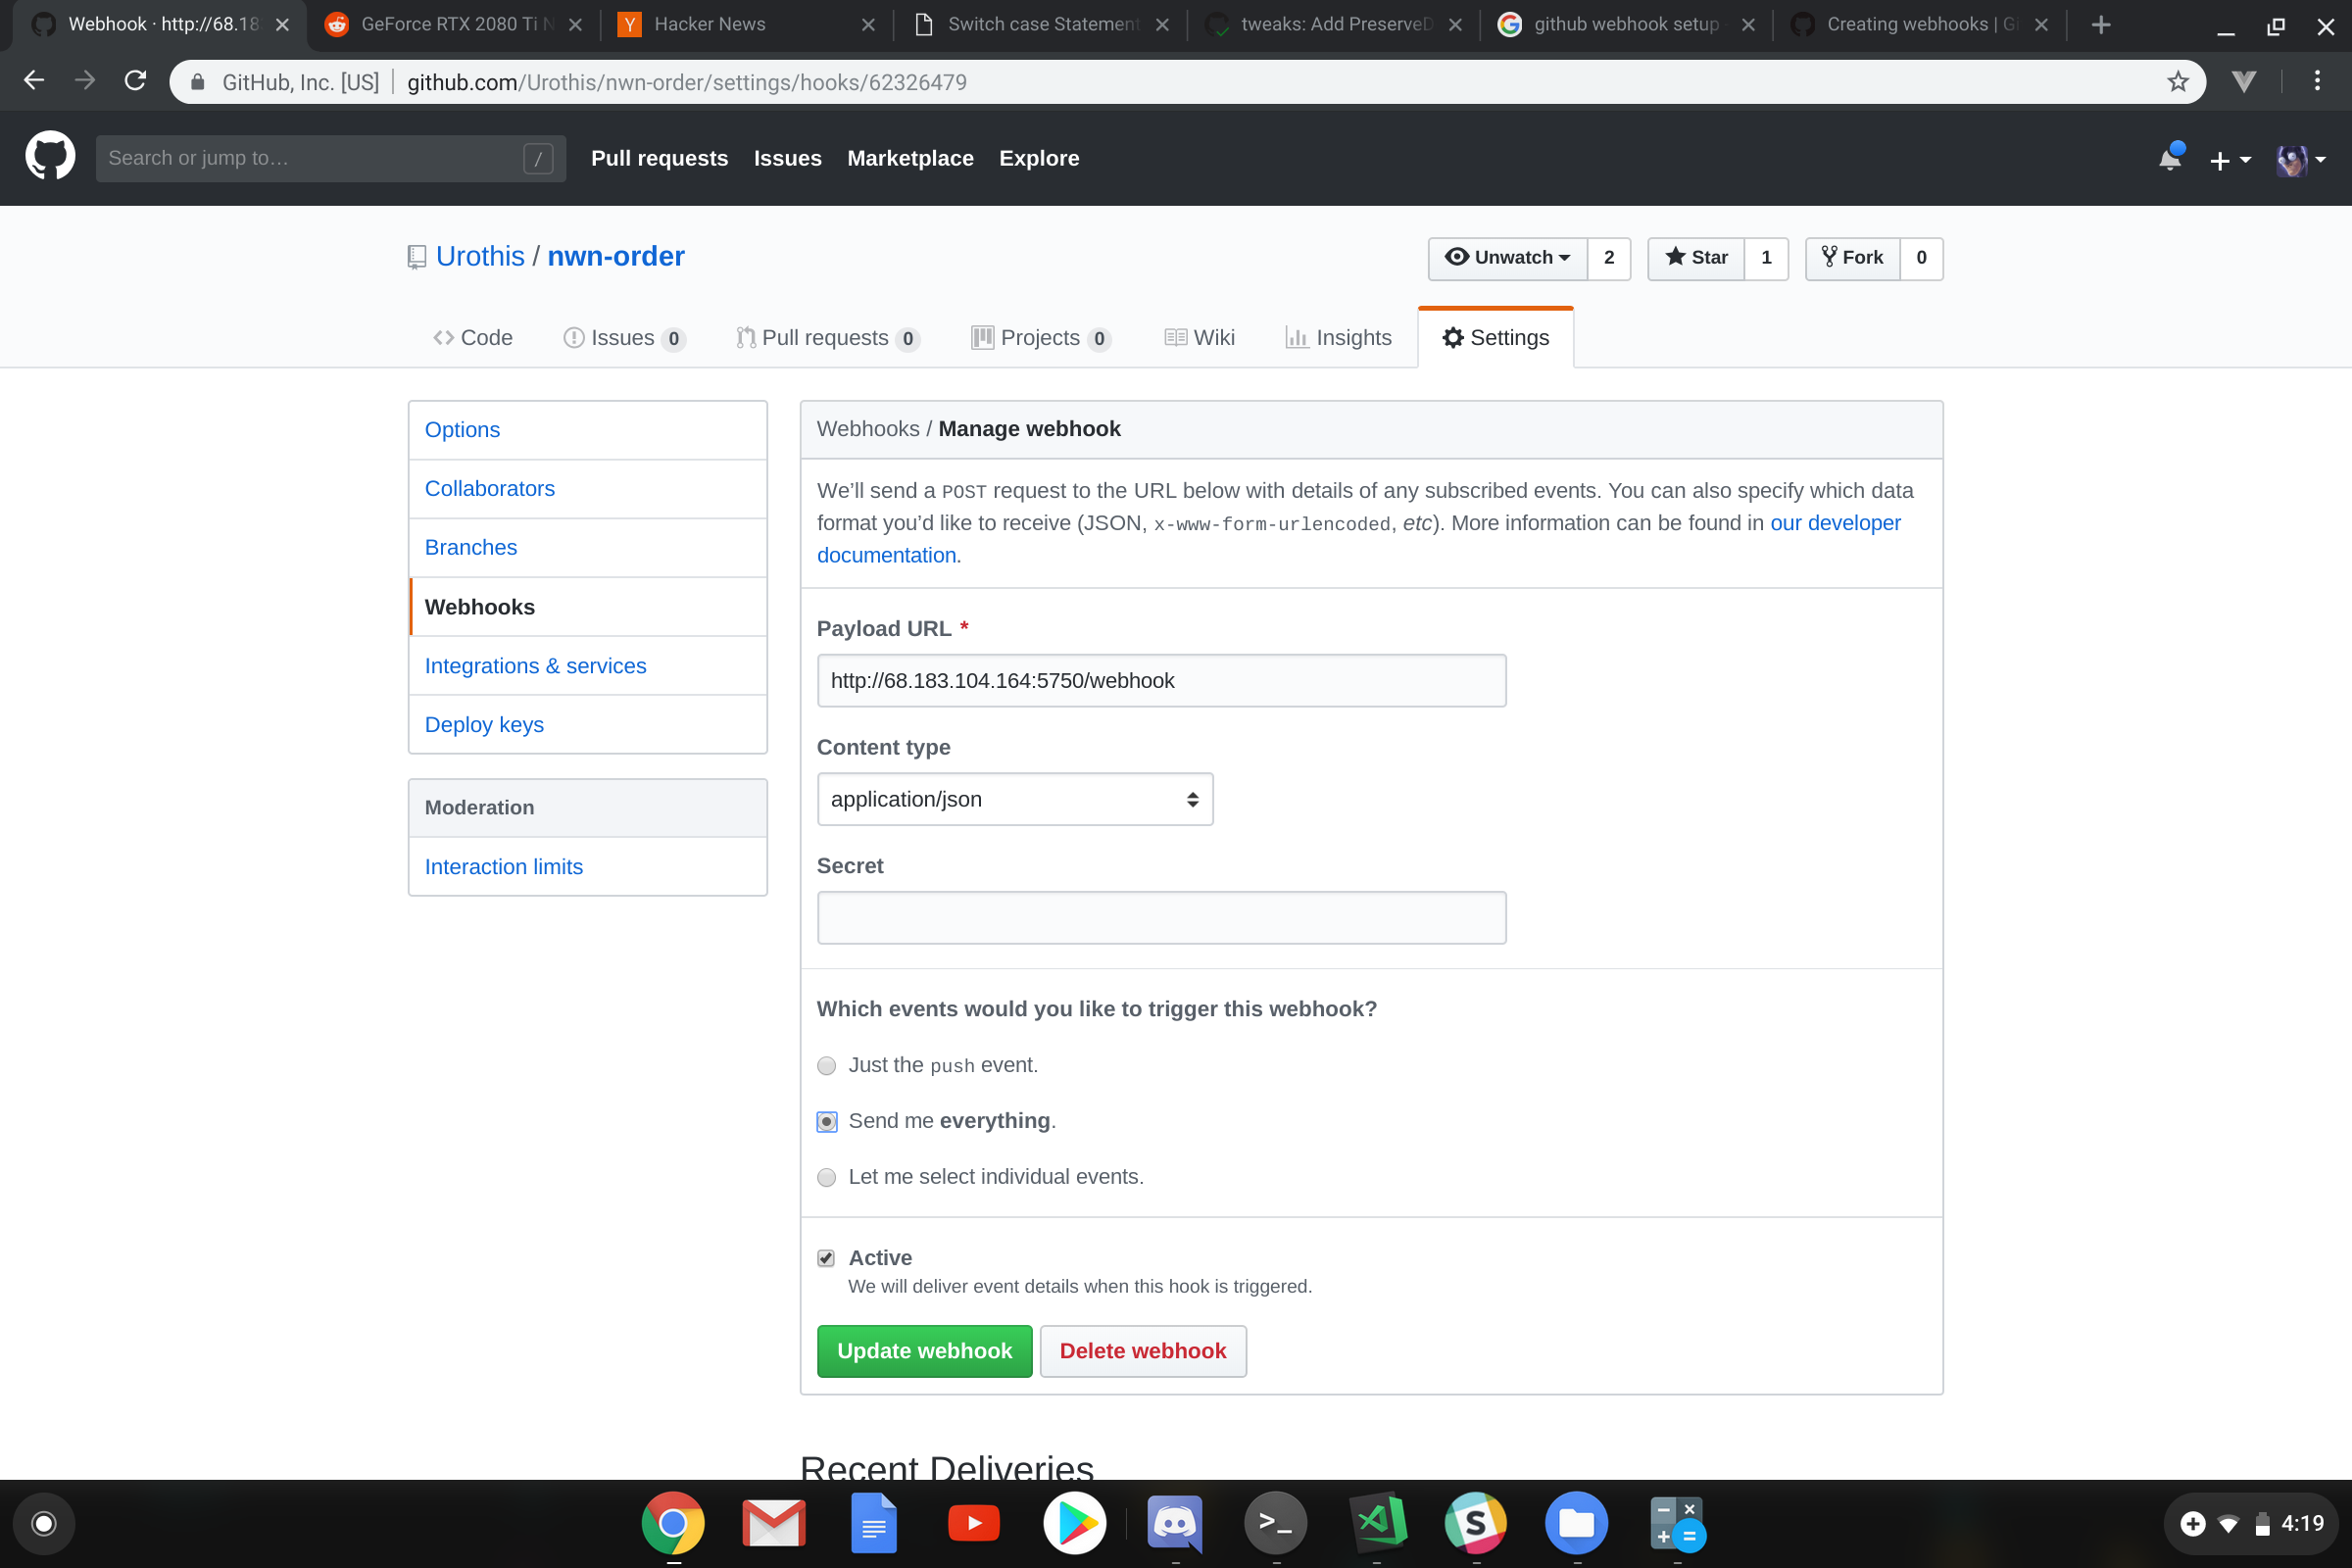 Webhook · http://68.18
GeForce RTX 2080 Ti N
Hacker News
Switch case Statement
tweaks: Add PreserveD
github webhook setup
Creating webhooks | Gi
GitHub, Inc. [US] github.com/Urothis/nwn-order/settings/hooks/62326479
Search or jump to… /
Pull requests Issues Marketplace Explore
Urothis / nwn-order
Unwatch 2 Star 1 Fork 0
Code Issues 0 Pull requests 0 Projects 0 Wiki Insights Settings
Options
Collaborators
Branches
Webhooks
Integrations & services
Deploy keys
Moderation
Interaction limits
Webhooks / Manage webhook
We’ll send a POST request to the URL below with details of any subscribed events. You can also specify which data
format you’d like to receive (JSON, x-www-form-urlencoded, etc). More information can be found in our developer
documentation.
Payload URL *
http://68.183.104.164:5750/webhook
Content type
application/json
Secret
Which events would you like to trigger this webhook?
Just the push event.
Send me everything.
Let me select individual events.
Active
We will deliver event details when this hook is triggered.
Update webhook Delete webhook
Recent Deliveries
4:19